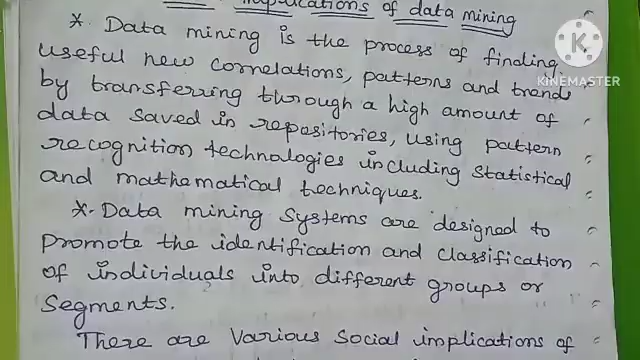 implications of data mining
*. Data mining is the process of finding
useful new correlations, patterns and trends
by transferring through a high amount of
data saved in repositories, using pattern
recognition technologies including statistical
and mathematical techniques.
*. Data mining systems are designed to
promote the identification and classification
of individuals into different groups or
segments.
There are various social implications of
KINEMASTER